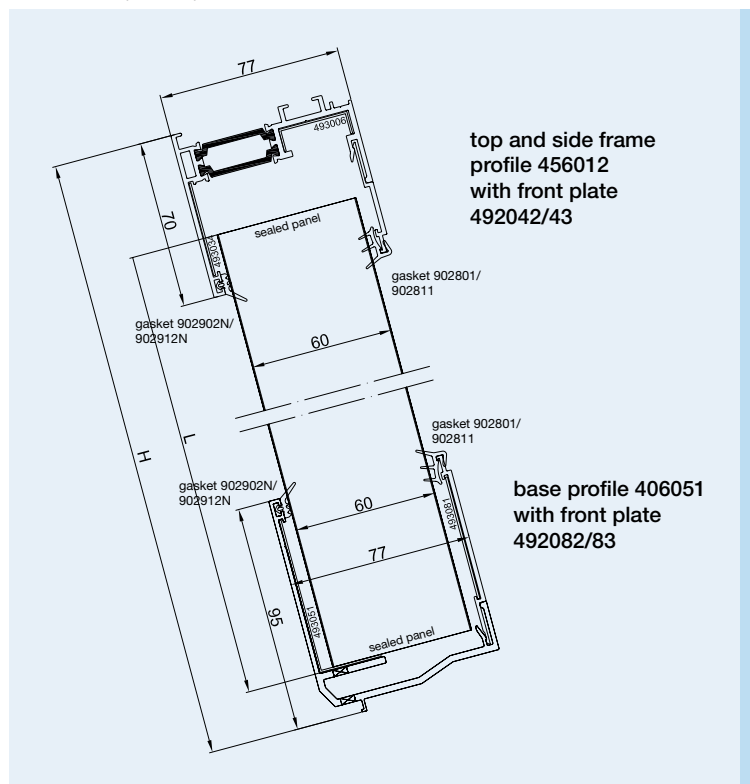 77
493006
top and side frame
profile 456012
with front plate
492042/43
70
sealed panel
493034
gasket 902801/
902811
gasket 902902N/
902912N
60
L
H
gasket 902801/
902811
gasket 902902N/
902912N
60
base profile 406051
with front plate
492082/83
493081
77
95
493051
sealed panel